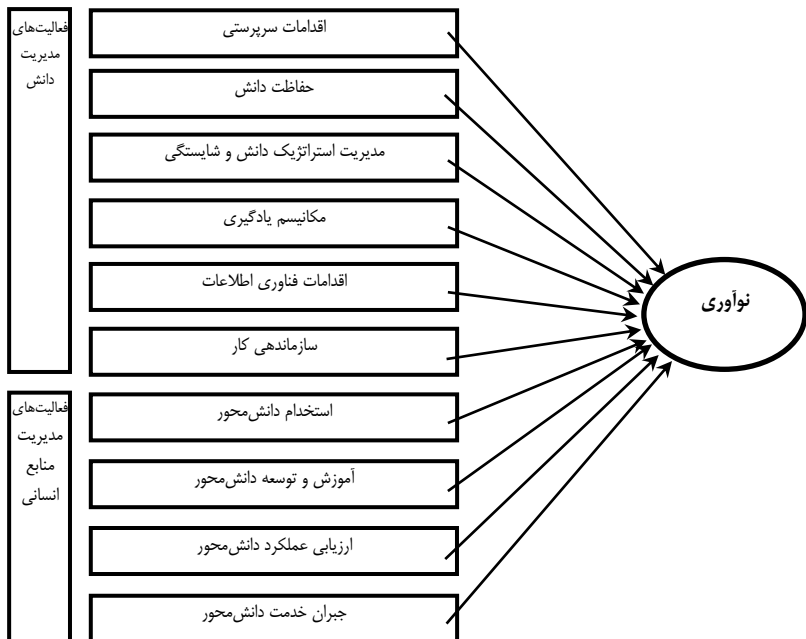 فعالیت‌های
مدیریت
دانش
اقدامات سرپرستی
حفاظت دانش
مدیریت استراتژیک دانش و شایستگی
مکانیسم یادگیری
اقدامات فناوری اطلاعات
سازماندهی کار
فعالیت‌های
مدیریت
منابع
انسانی
استخدام دانش‌محور
آموزش و توسعه دانش‌محور
ارزیابی عملکرد دانش‌محور
جبران خدمت دانش‌محور
نوآوری